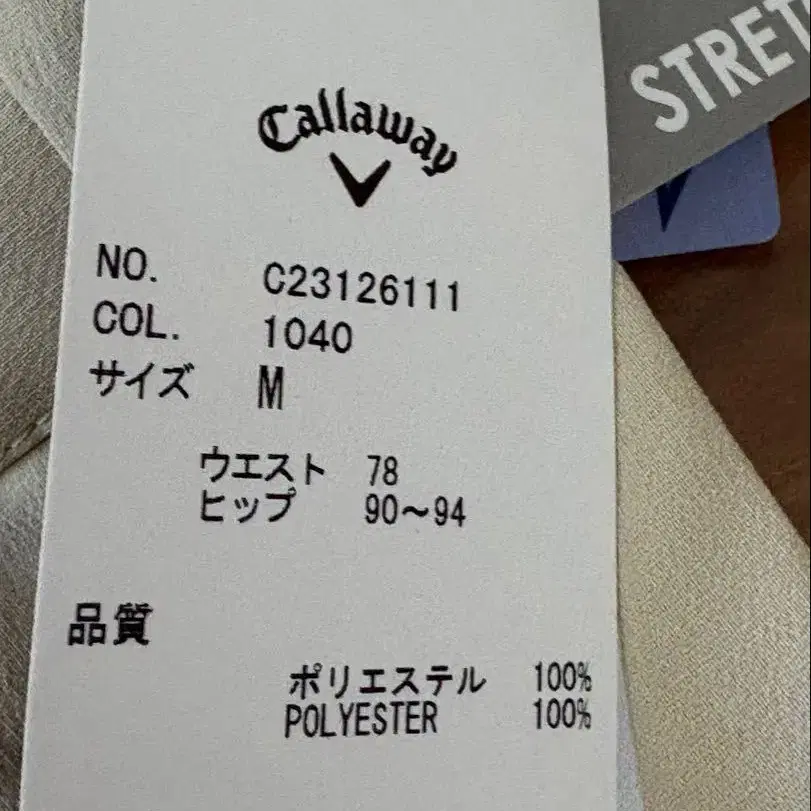 Callaway
NO. C23126111
COL. 1040
サイズ M
ウエスト 78
ヒップ 90～94
品質
ポリエステル 100%
POLYESTER 100%